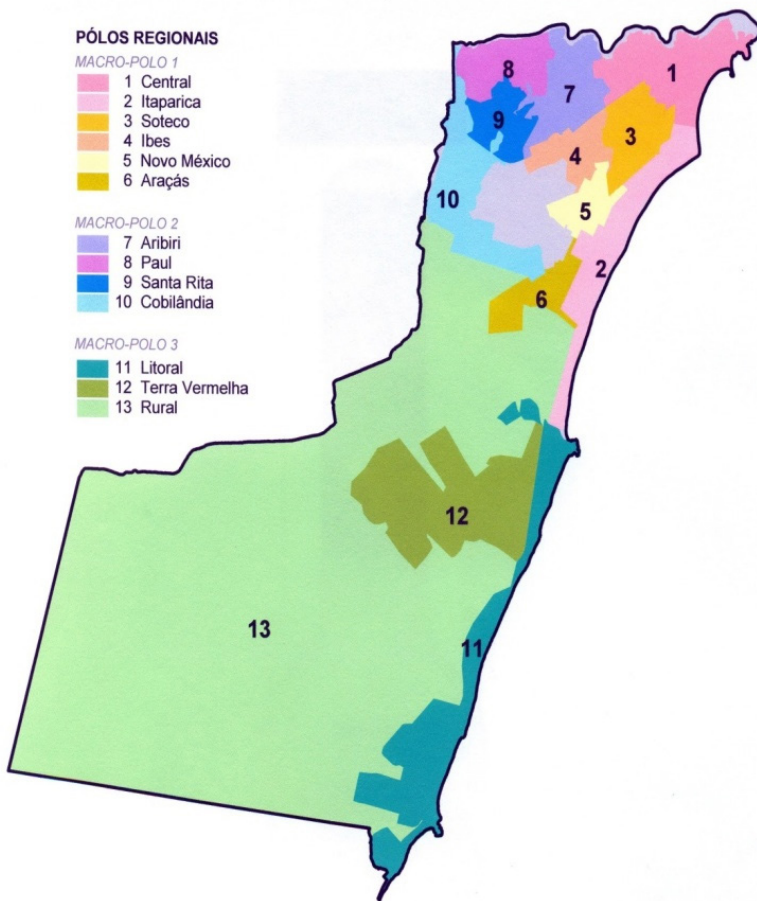 PÓLOS REGIONAIS
MACRO-POLO 1
1 Central
2 Itaparica
3 Soteco
4 Ibes
5 Novo México
6 Araçás
MACRO-POLO 2
7 Aribiri
8 Paul
9 Santa Rita
10 Cobilândia
MACRO-POLO 3
11 Litoral
12 Terra Vermelha
13 Rural
8
1
7
9
3
4
10
5
2
6
12
13
11